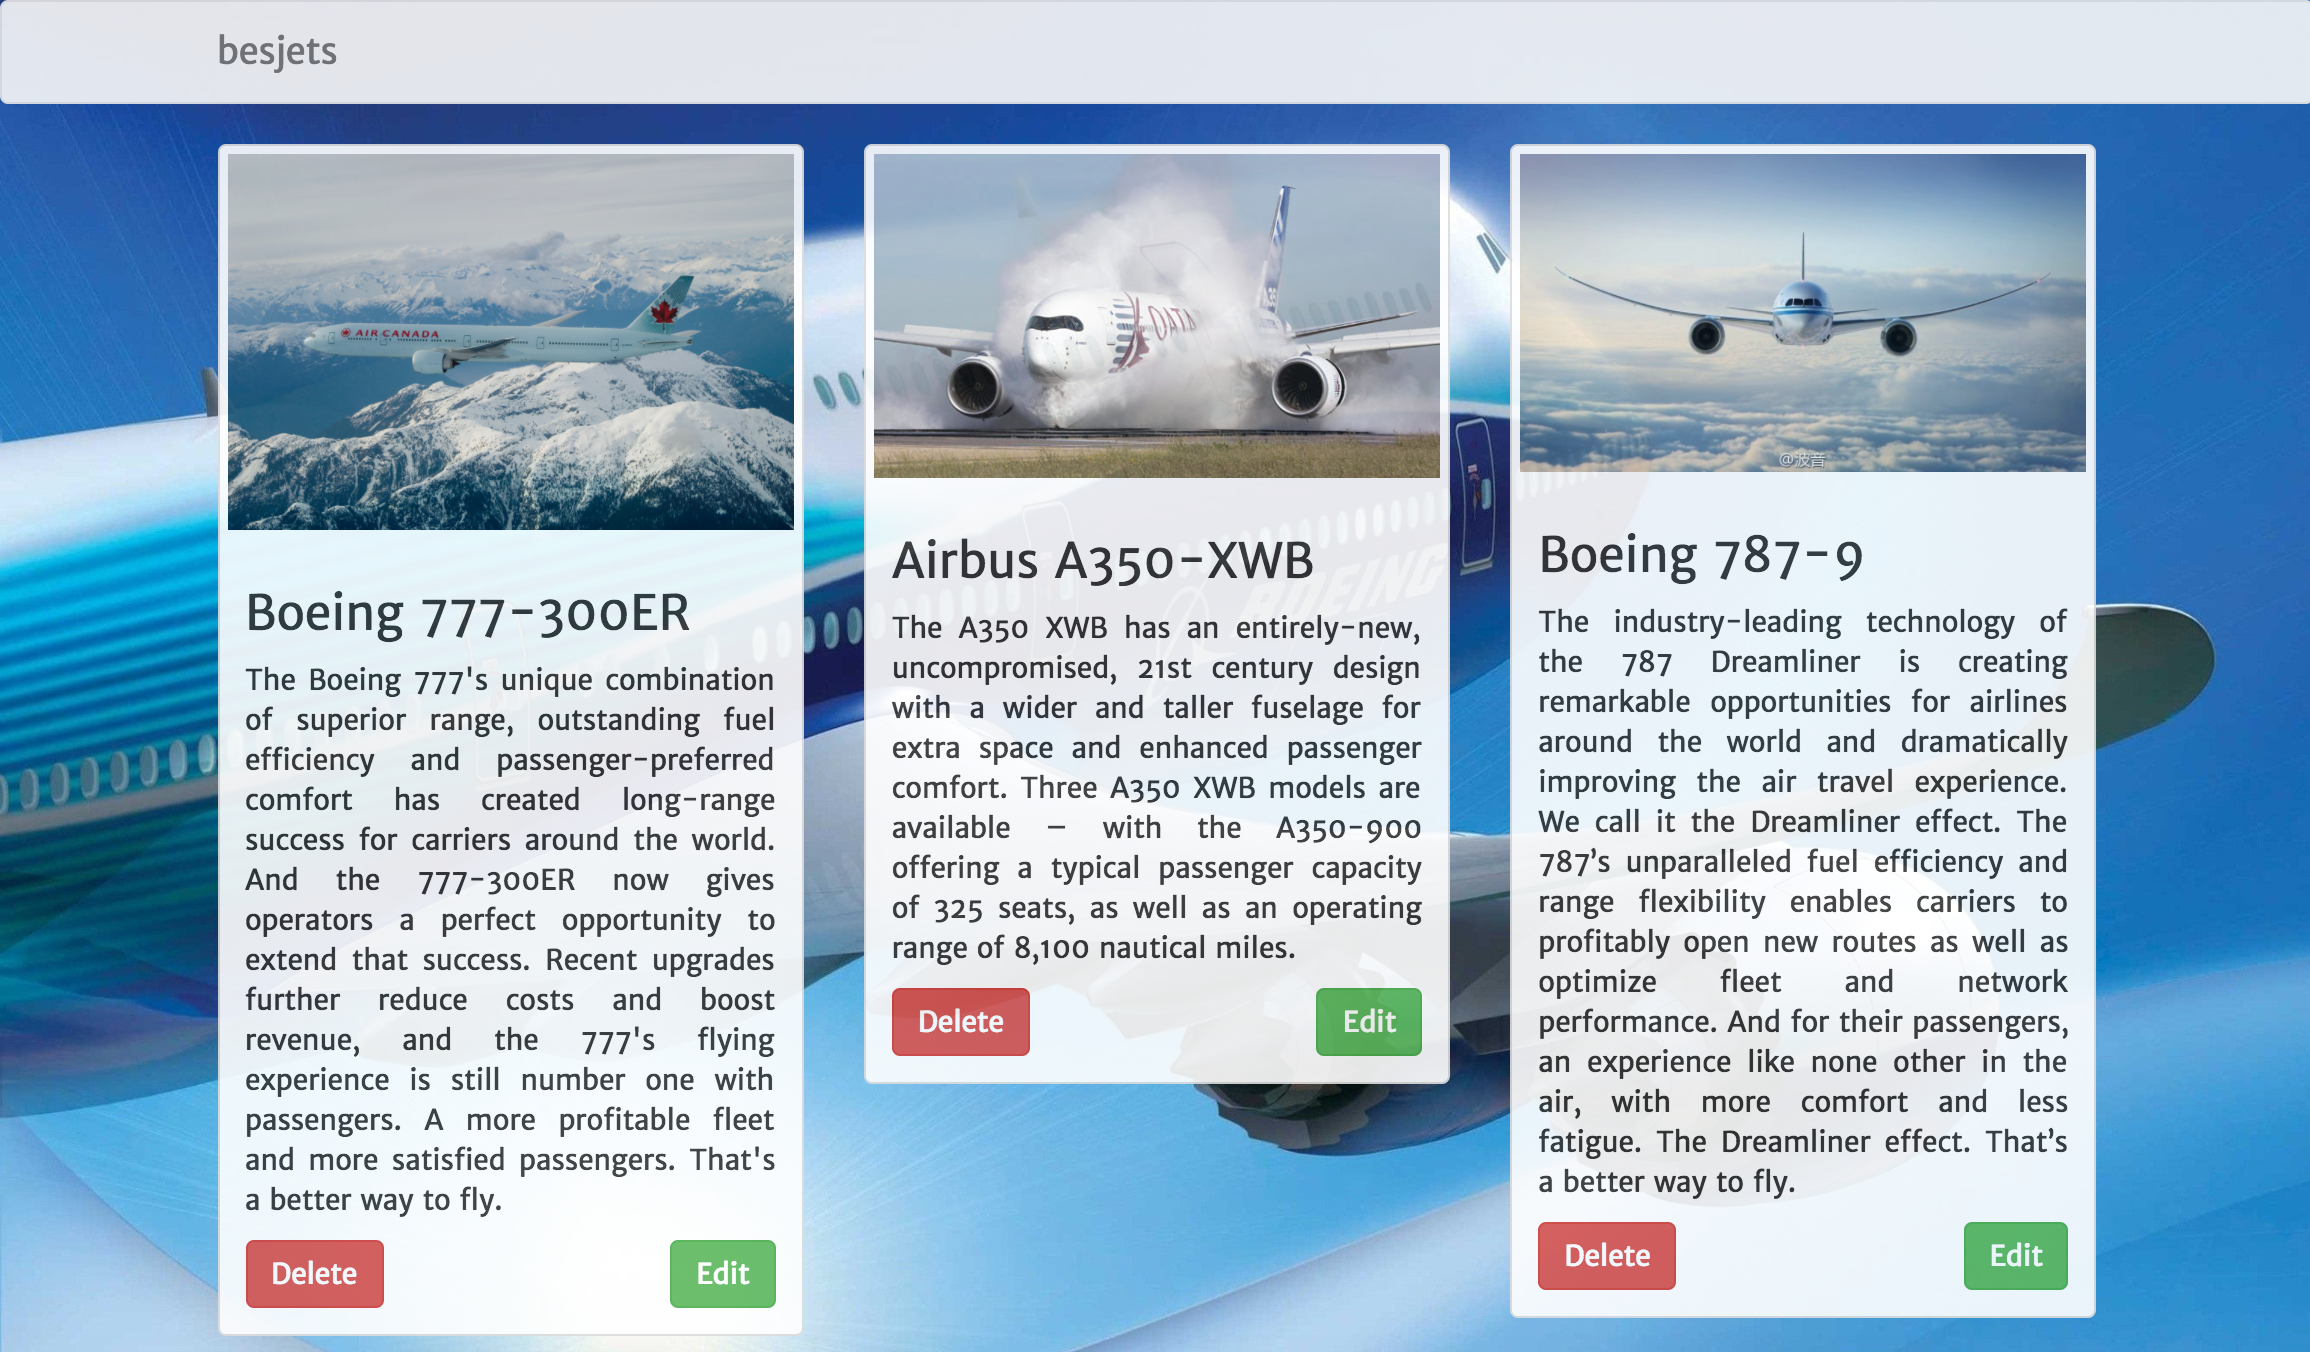 besjets
AIR CANADA
Boeing 777-300ER
The Boeing 777's unique combination
of superior range, outstanding fuel
efficiency and passenger-preferred
comfort has created long-range
success for carriers around the world.
And the 777-300ER now gives
operators a perfect opportunity to
extend that success. Recent upgrades
further reduce costs and boost
revenue, and the 777's flying
experience is still number one with
passengers. A more profitable fleet
and more satisfied passengers. That's
a better way to fly.
Delete Edit
QATA
Airbus A350-XWB
The A350 XWB has an entirely-new,
uncompromised, 21st century design
with a wider and taller fuselage for
extra space and enhanced passenger
comfort. Three A350 XWB models are
available – with the A350-900
offering a typical passenger capacity
of 325 seats, as well as an operating
range of 8,100 nautical miles.
Delete Edit
@波音
Boeing 787-9
The industry-leading technology of
the 787 Dreamliner is creating
remarkable opportunities for airlines
around the world and dramatically
improving the air travel experience.
We call it the Dreamliner effect. The
787’s unparalleled fuel efficiency and
range flexibility enables carriers to
profitably open new routes as well as
optimize fleet and network
performance. And for their passengers,
an experience like none other in the
air, with more comfort and less
fatigue. The Dreamliner effect. That’s
a better way to fly.
Delete Edit
BOEING